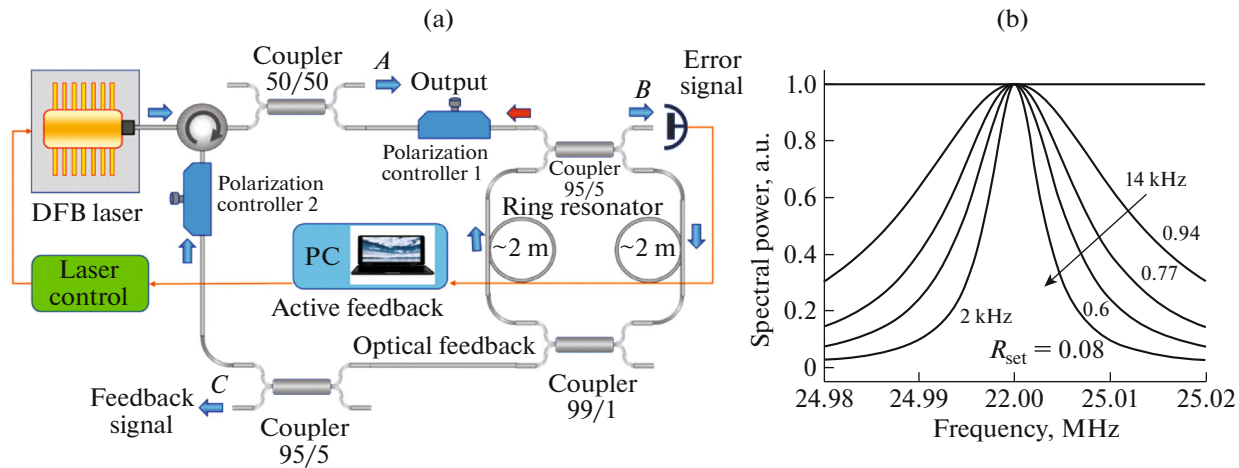 (a)
Coupler
50/50
A
Output
B
Error
signal
Polarization
controller 1
Coupler
95/5
DFB laser
Polarization
controller 2
Ring resonator
~2 m
~2 m
PC
Laser
control
Active feedback
Optical feedback
C
Feedback
signal
Coupler
95/5
Coupler
99/1
(b)
Spectral power, a.u.
1.0
0.8
0.6
0.4
0.2
0
14 kHz
0.94
0.77
0.6
2 kHz
R_set = 0.08
24.98
24.99
22.00
25.01
25.02
Frequency, MHz